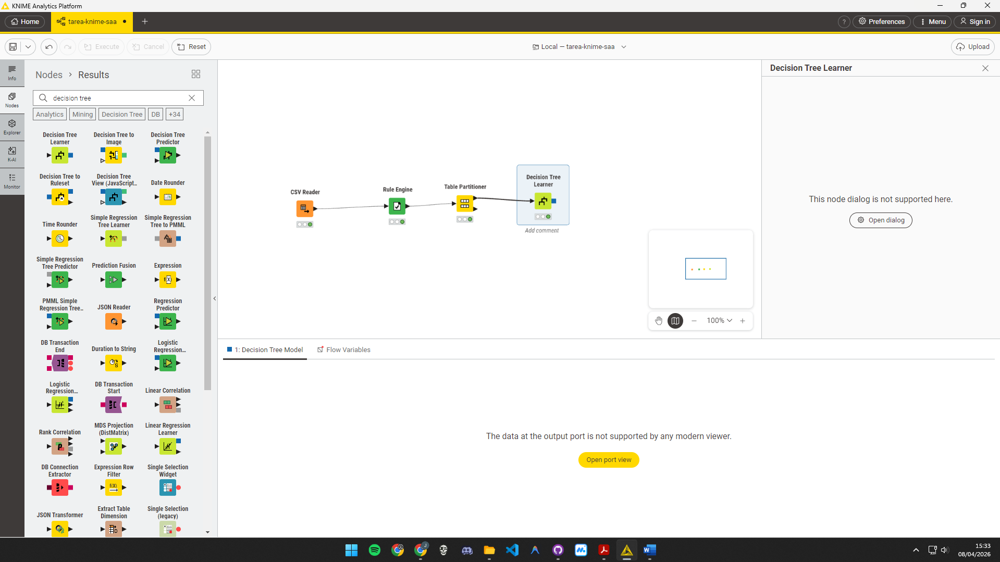 KNIME Analytics Platform
Home
tarea-knime-saa
Preferences
Menu
Sign in
Execute
Cancel
Reset
Local — tarea-knime-saa
Upload
Info
Nodes
Explorer
K-AI
Monitor
Nodes > Results
decision tree
Analytics
Mining
Decision Tree
DB
+34
Decision Tree
Learner
Decision Tree to
Image
Decision Tree
Predictor
Decision Tree to
Ruleset
Decision Tree
View (JavaScript..
Date Rounder
Time Rounder
Simple Regression
Tree Learner
Simple Regression
Tree to PMML
Simple Regression
Tree Predictor
Prediction Fusion
Expression
f(X)
PMML Simple
Regression Tree..
JSON Reader
Regression
Predictor
DB Transaction
End
Duration to String
Logistic
Regression...
Logistic
Regression...
DB Transaction
Start
Linear Correlation
Rank Correlation
MDS Projection
(DistMatrix)
Linear Regression
Learner
DB Connection
Extractor
Expression Row
Filter
f(X)
Single Selection
Widget
JSON Transformer
Extract Table
Dimension
Single Selection
(legacy)
CSV Reader
Rule Engine
Table Partitioner
Decision Tree
Learner
Add comment
100%
Decision Tree Learner
This node dialog is not supported here.
Open dialog
1: Decision Tree Model
Flow Variables
The data at the output port is not supported by any modern viewer.
Open port view
15:33
08/04/2026